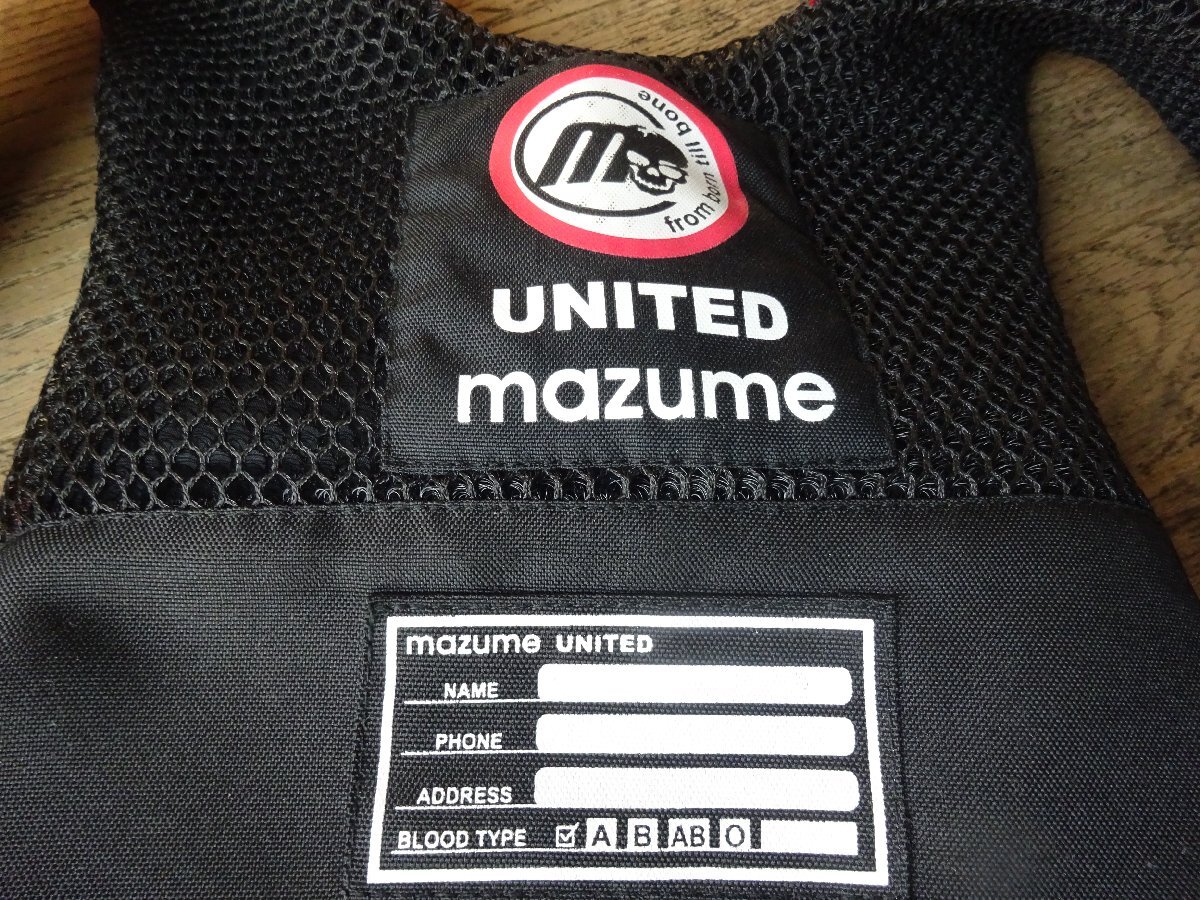 from born till bone
UNITED
mazume
mazume UNITED
NAME
PHONE
ADDRESS
BLOOD TYPE ☑ A B AB O